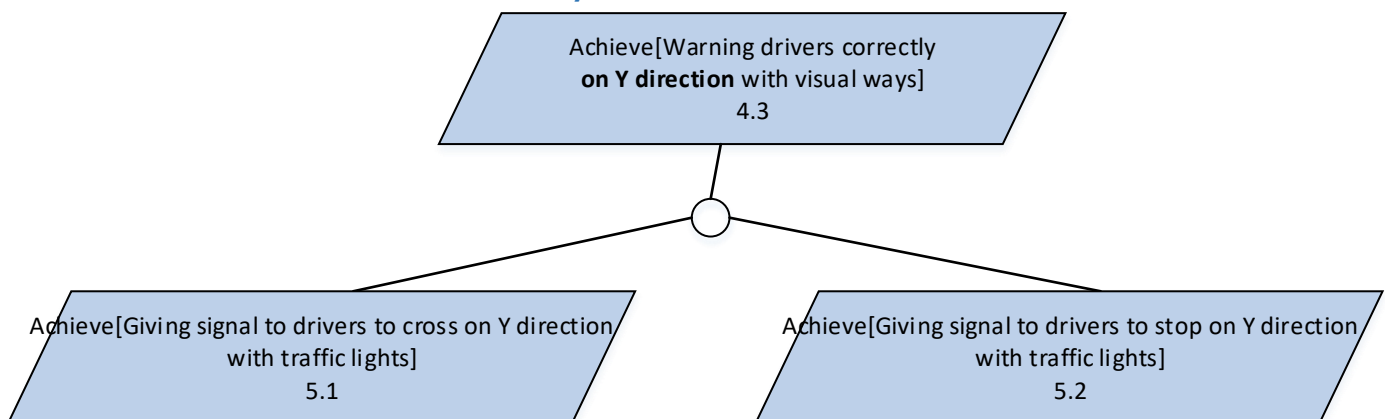 Achieve[Warning drivers correctly
on Y direction with visual ways]
4.3
Achieve[Giving signal to drivers to cross on Y direction
with traffic lights]
5.1
Achieve[Giving signal to drivers to stop on Y direction
with traffic lights]
5.2